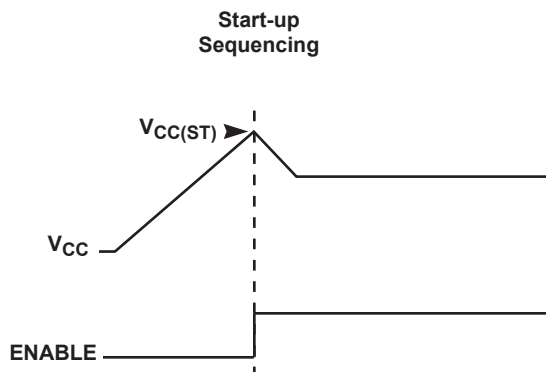 Start-up
Sequencing
VCC(ST)
VCC
ENABLE